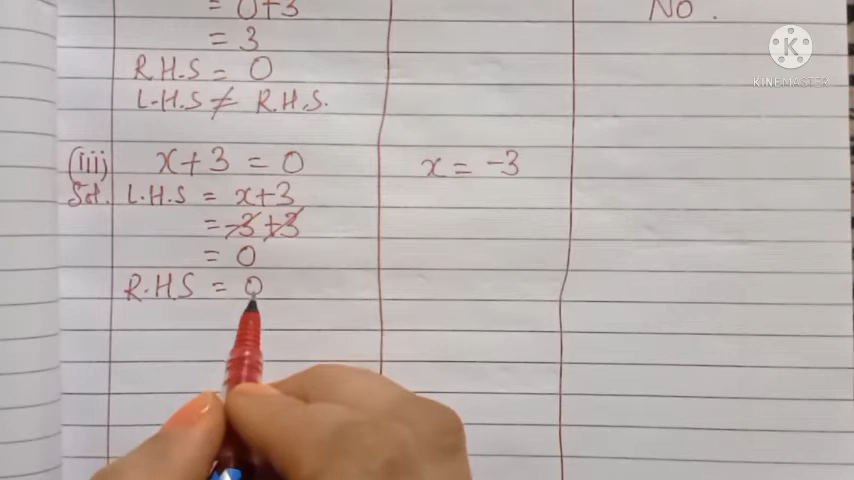 = 0+3
No.
= 3
R.H.S = 0
L.H.S ≠ R.H.S.
(iii) x+3 = 0 x = -3
Sol. L.H.S = x+3
= -3+3
= 0
R.H.S = 0
K
KINEMASTER